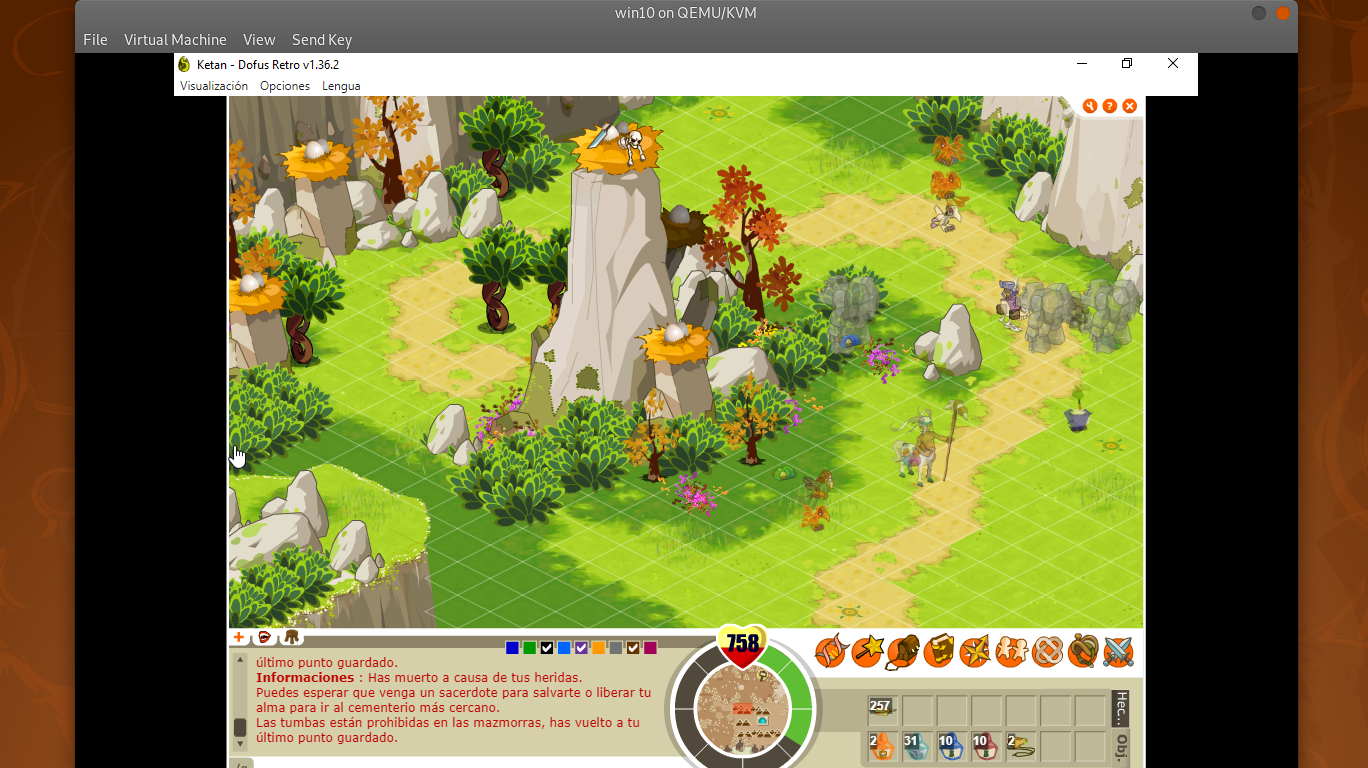 win10 on QEMU/KVM
File Virtual Machine View Send Key
Ketan - Dofus Retro v1.36.2
Visualización Opciones Lengua
758
último punto guardado.
Informaciones : Has muerto a causa de tus heridas.
Puedes esperar que venga un sacerdote para salvarte o liberar tu
alma para ir al cementerio más cercano.
Las tumbas están prohibidas en las mazmorras, has vuelto a tu
último punto guardado.
257
Hec...
2 31 10 10 2
Obj.